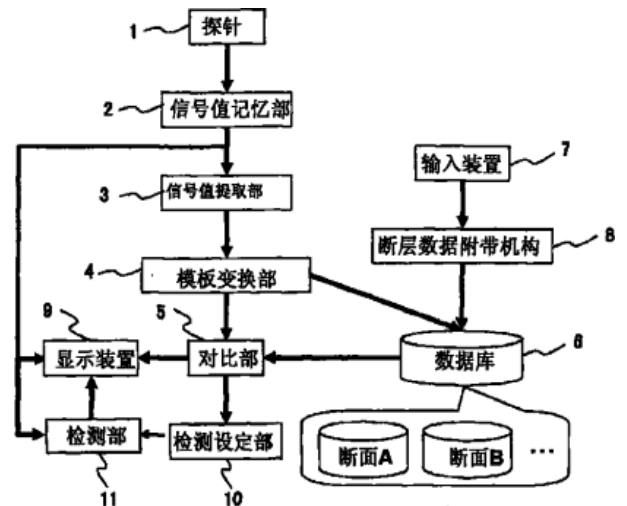 1
探针
2
信号值记忆部
输入装置
7
3
信号值提取部
断层数据附带机构
8
4
模板变换部
9
5
显示装置
对比部
数据库
6
检测部
检测设定部
断面A
断面B
...
11
10